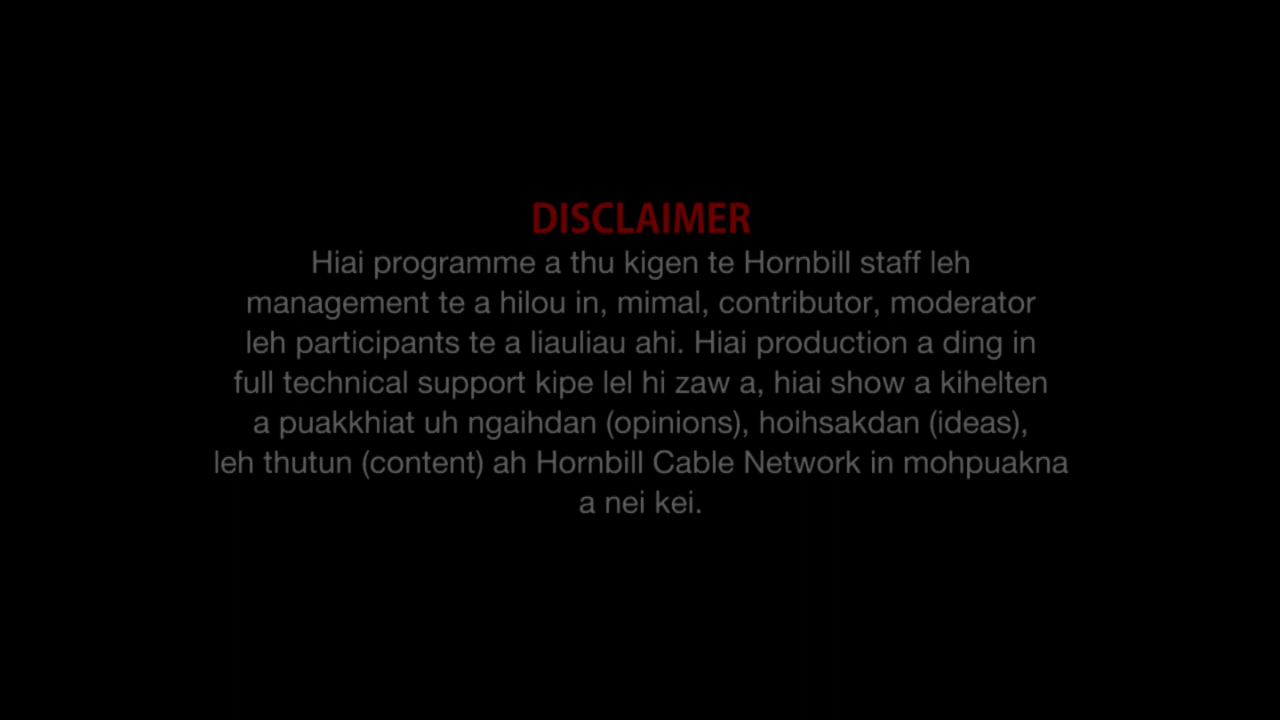 DISCLAIMER
Hiai programme a thu kigen te Hornbill staff leh
management te a hilou in, mimal, contributor, moderator
leh participants te a liauliau ahi. Hiai production a ding in
full technical support kipe lel hi zaw a, hiai show a kihelten
a puakkhiat uh ngaihdan (opinions), hoihsakdan (ideas),
leh thutun (content) ah Hornbill Cable Network in mohpuakna
a nei kei.